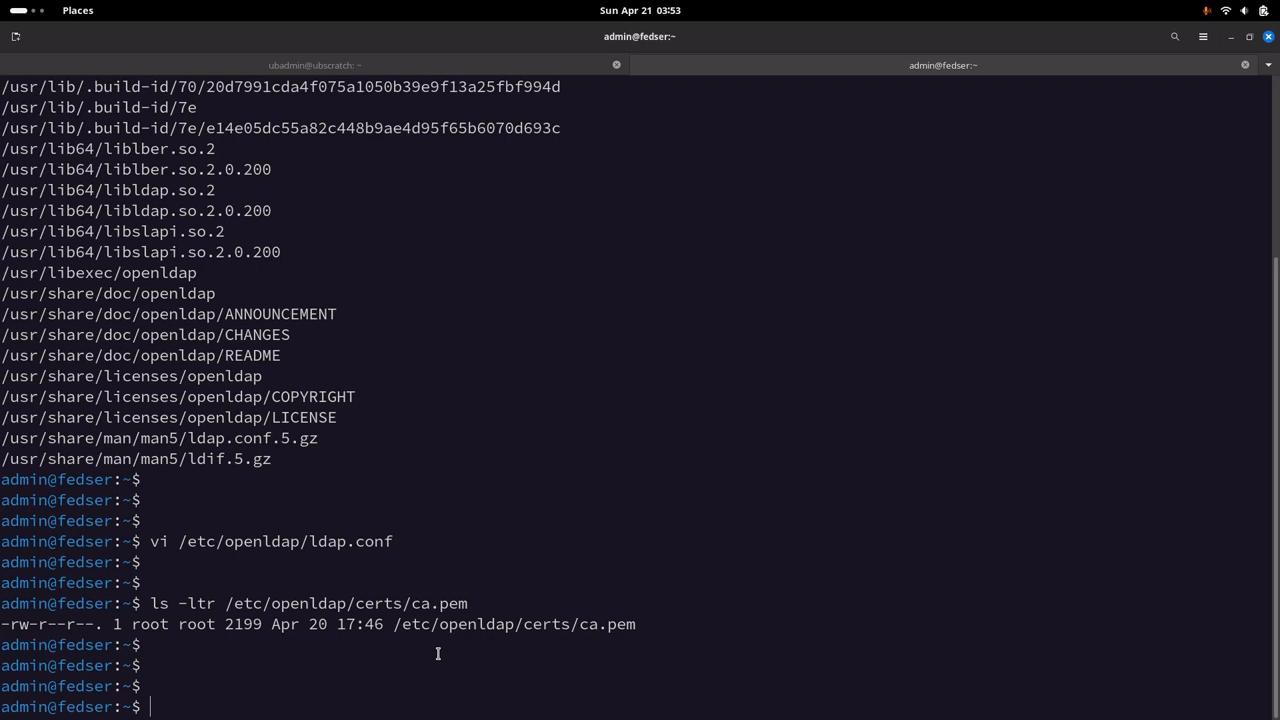 Places
Sun Apr 21 03:53
admin@fedser:~
ubadmin@ubscratch: ~
admin@fedser:~
/usr/lib/.build-id/70/20d7991cda4f075a1050b39e9f13a25fbf994d
/usr/lib/.build-id/7e
/usr/lib/.build-id/7e/e14e05dc55a82c448b9ae4d95f65b6070d693c
/usr/lib64/liblber.so.2
/usr/lib64/liblber.so.2.0.200
/usr/lib64/libldap.so.2
/usr/lib64/libldap.so.2.0.200
/usr/lib64/libslapi.so.2
/usr/lib64/libslapi.so.2.0.200
/usr/libexec/openldap
/usr/share/doc/openldap
/usr/share/doc/openldap/ANNOUNCEMENT
/usr/share/doc/openldap/CHANGES
/usr/share/doc/openldap/README
/usr/share/licenses/openldap
/usr/share/licenses/openldap/COPYRIGHT
/usr/share/licenses/openldap/LICENSE
/usr/share/man/man5/ldap.conf.5.gz
/usr/share/man/man5/ldif.5.gz
admin@fedser:~$
admin@fedser:~$
admin@fedser:~$
admin@fedser:~$ vi /etc/openldap/ldap.conf
admin@fedser:~$
admin@fedser:~$
admin@fedser:~$ ls -ltr /etc/openldap/certs/ca.pem
-rw-r--r--. 1 root root 2199 Apr 20 17:46 /etc/openldap/certs/ca.pem
admin@fedser:~$
admin@fedser:~$
admin@fedser:~$
admin@fedser:~$